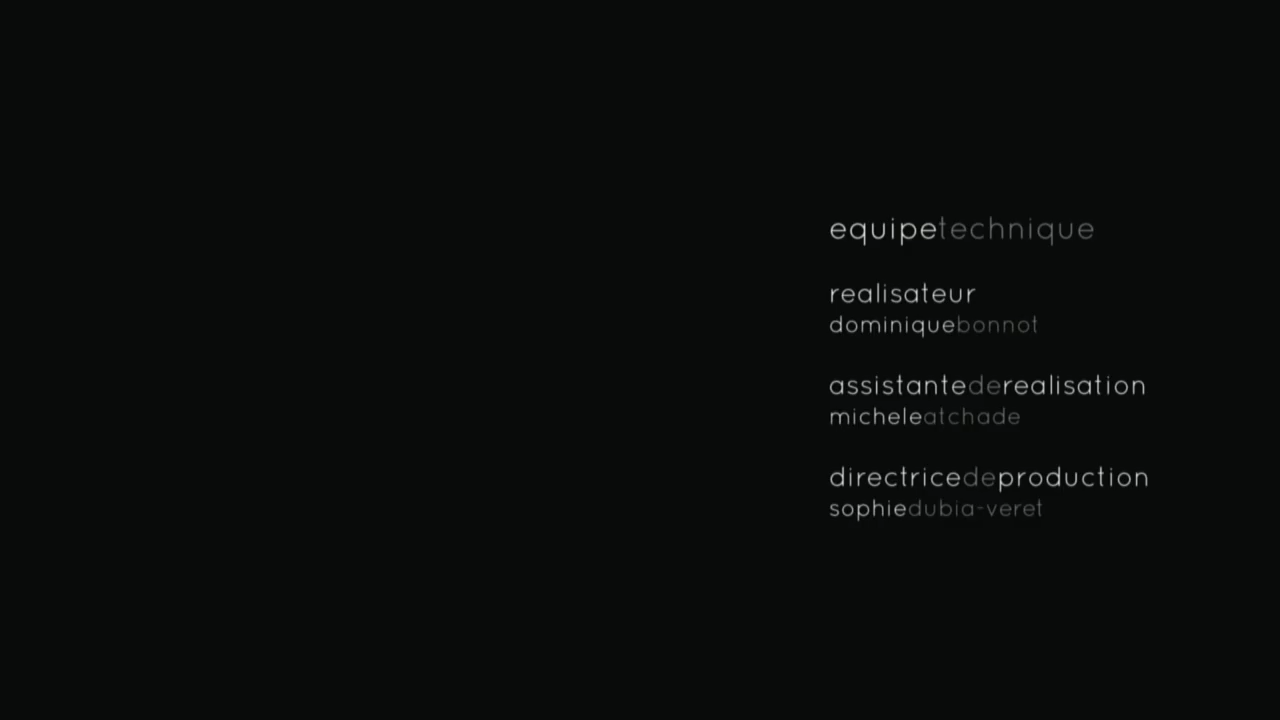 equipetechnique
realisateur
dominiquebonnot
assistantederealisation
micheleatchade
directricedeproduction
sophiedubia-veret